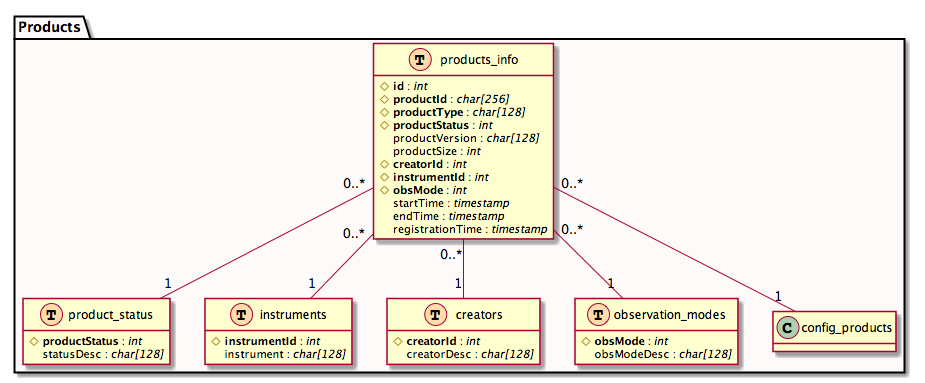 Products
T products_info
id : int
productId : char[256]
productType : char[128]
productStatus : int
productVersion : char[128]
productSize : int
creatorId : int
instrumentId : int
obsMode : int
startTime : timestamp
endTime : timestamp
registrationTime : timestamp
0..* 0..*
0..* 0..* 0..*
1 1 1 1 1
T product_status
productStatus : int
statusDesc : char[128]
T instruments
instrumentId : int
instrument : char[128]
T creators
creatorId : int
creatorDesc : char[128]
T observation_modes
obsMode : int
obsModeDesc : char[128]
C config_products